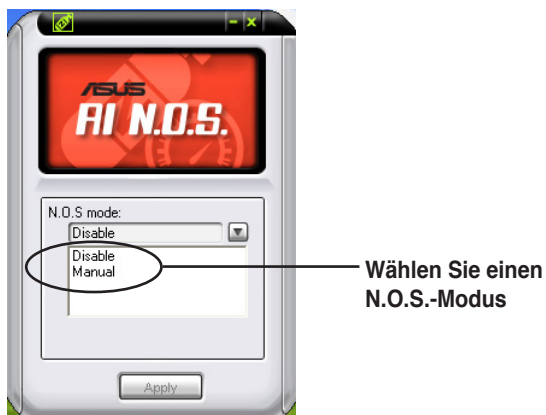 ASUS
AI N.O.S.
N.O.S mode:
Disable
Disable
Manual
Wählen Sie einen
N.O.S.-Modus
Apply